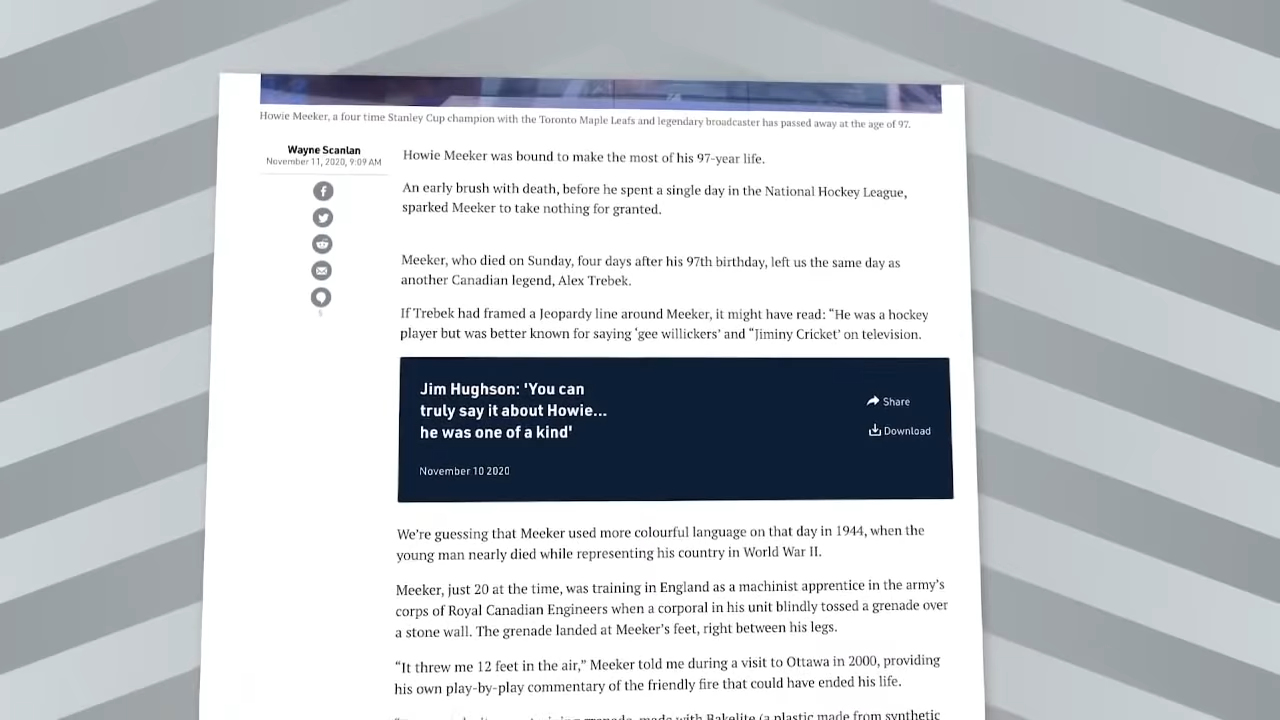 Howie Meeker, a four time Stanley Cup champion with the Toronto Maple Leafs and legendary broadcaster has passed away at the age of 97.
Wayne Scanlan
November 11, 2020, 9:09 AM
Howie Meeker was bound to make the most of his 97-year life.
An early brush with death, before he spent a single day in the National Hockey League,
sparked Meeker to take nothing for granted.
Meeker, who died on Sunday, four days after his 97th birthday, left us the same day as
another Canadian legend, Alex Trebek.
If Trebek had framed a Jeopardy line around Meeker, it might have read: “He was a hockey
player but was better known for saying ‘gee willickers’ and “Jiminy Cricket’ on television.
Jim Hughson: 'You can
truly say it about Howie...
he was one of a kind'
November 10 2020
Share
Download
We’re guessing that Meeker used more colourful language on that day in 1944, when the
young man nearly died while representing his country in World War II.
Meeker, just 20 at the time, was training in England as a machinist apprentice in the army’s
corps of Royal Canadian Engineers when a corporal in his unit blindly tossed a grenade over
a stone wall. The grenade landed at Meeker’s feet, right between his legs.
“It threw me 12 feet in the air,” Meeker told me during a visit to Ottawa in 2000, providing
his own play-by-play commentary of the friendly fire that could have ended his life.
grenade, made with Bakelite (a plastic made from synthetic